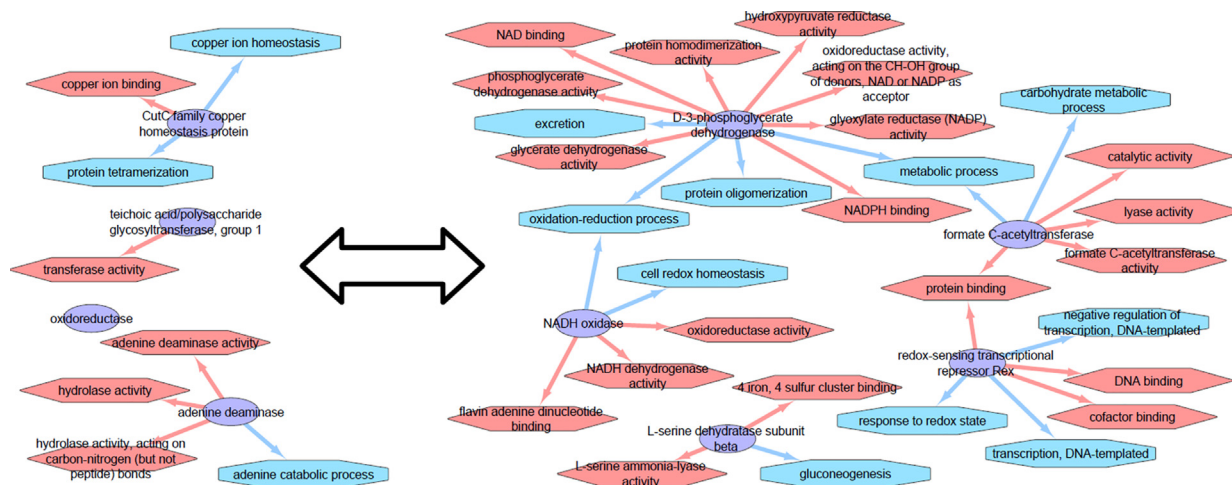 copper ion homeostasis
copper ion binding
CutC family copper
homeostasis protein
protein tetramerization
teichoic acid/polysaccharide
glycosyltransferase, group 1
transferase activity
oxidoreductase
adenine deaminase activity
hydrolase activity
adenine deaminase
hydrolase activity, acting on
carbon-nitrogen (but not
peptide) bonds
adenine catabolic process
NAD binding
protein homodimerization
activity
hydroxypyruvate reductase
activity
oxidoreductase activity,
acting on the CH-OH group
of donors, NAD or NADP as
acceptor
phosphoglycerate
dehydrogenase activity
D-3-phosphoglycerate
dehydrogenase
excretion
glyoxylate reductase (NADP)
activity
glycerate dehydrogenase
activity
protein oligomerization
metabolic process
oxidation-reduction process
NADPH binding
carbohydrate metabolic
process
catalytic activity
lyase activity
formate C-acetyltransferase
formate C-acetyltransferase
activity
protein binding
cell redox homeostasis
NADH oxidase
oxidoreductase activity
NADH dehydrogenase
activity
flavin adenine dinucleotide
binding
negative regulation of
transcription, DNA-templated
redox-sensing transcriptional
repressor Rex
DNA binding
cofactor binding
response to redox state
transcription, DNA-templated
4 iron, 4 sulfur cluster binding
L-serine dehydratase subunit
beta
L-serine ammonia-lyase
activity
gluconeogenesis